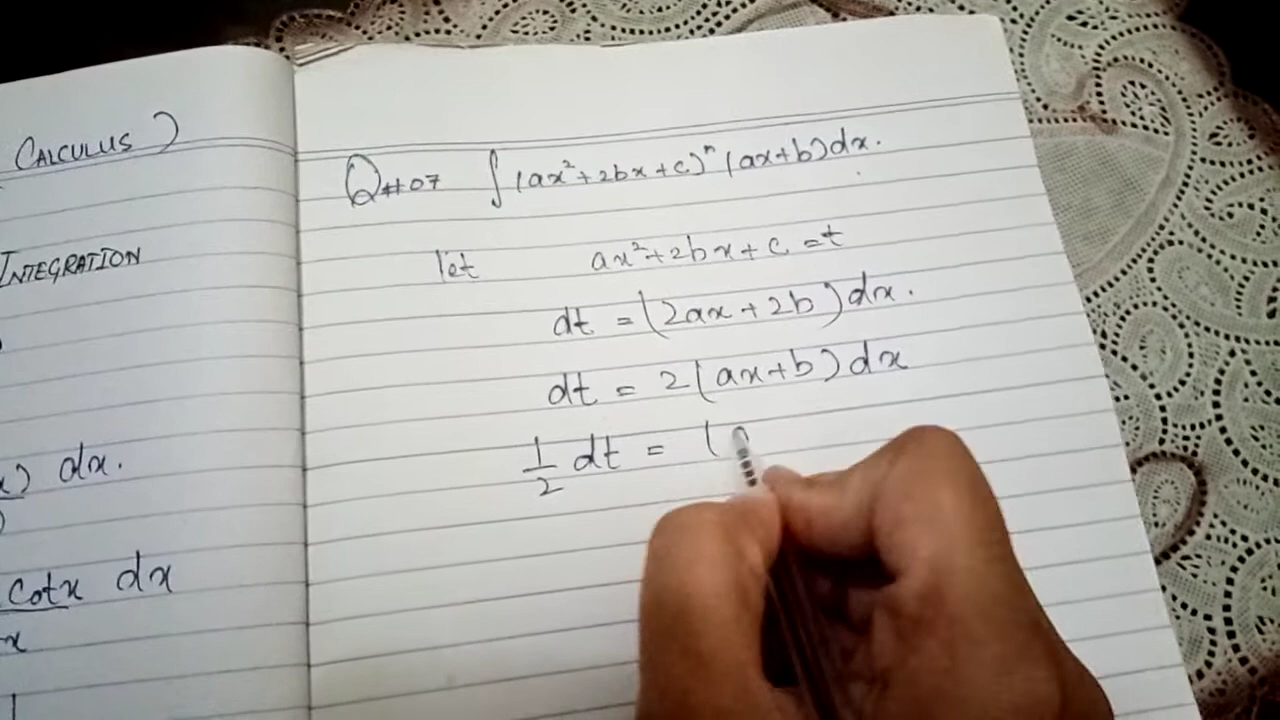 CALCULUS)
INTEGRATION
) dx.
cotx dx
x
Q#07 ∫(ax²+2bx+c)ⁿ (ax+b)dx.
let ax²+2bx+c=t
dt = (2ax+2b)dx.
dt = 2(ax+b)dx
1/2 dt = (